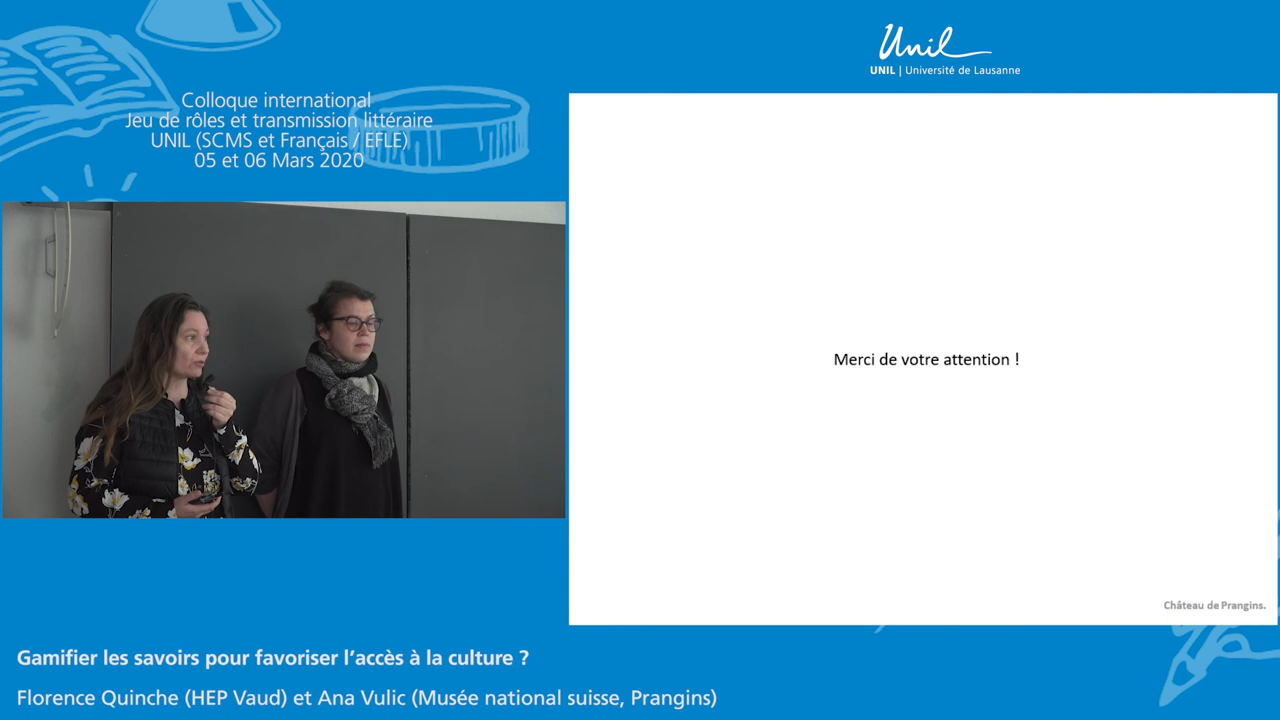 Unil
UNIL | Université de Lausanne
Colloque international
Jeu de rôles et transmission littéraire
UNIL (SCMS et Français / EFLE)
05 et 06 Mars 2020
Merci de votre attention !
Château de Prangins.
Gamifier les savoirs pour favoriser l'accès à la culture ?
Florence Quinche (HEP Vaud) et Ana Vulic (Musée national suisse, Prangins)